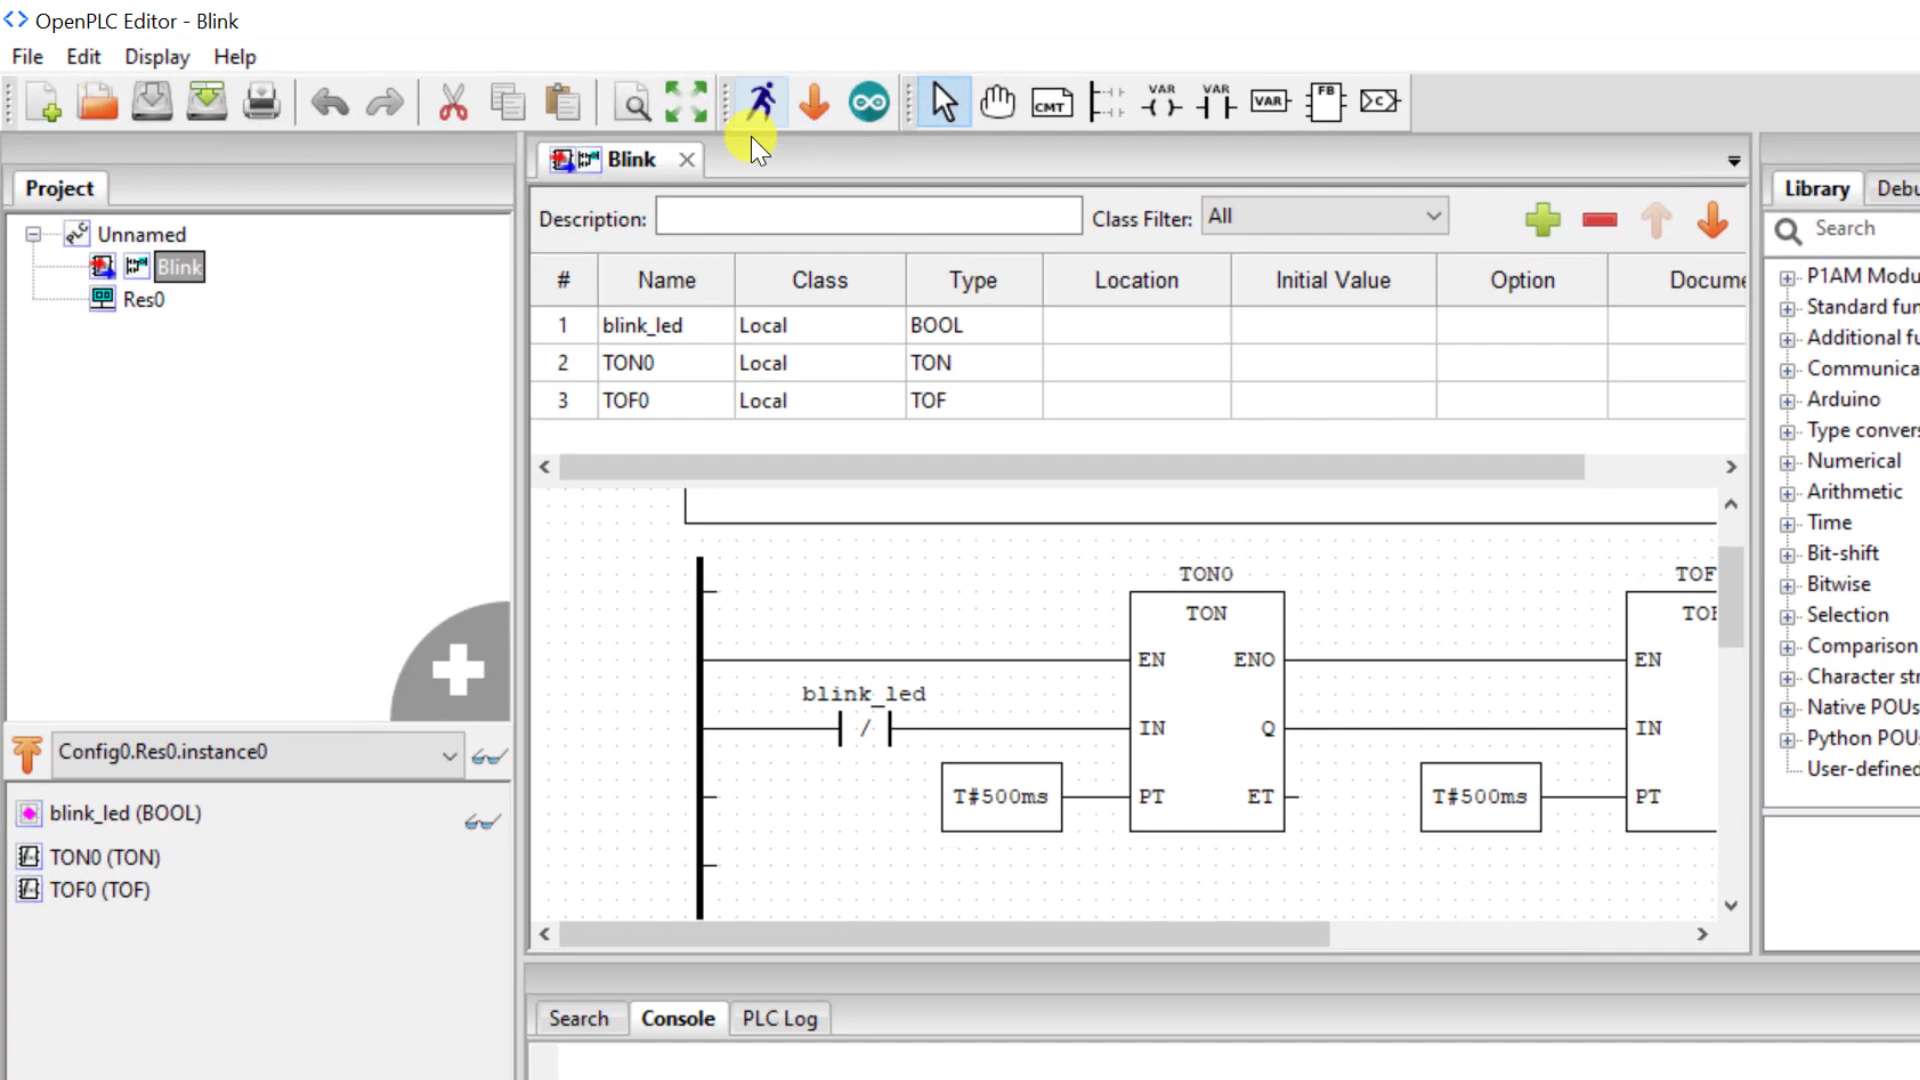 OpenPLC Editor - Blink
File Edit Display Help
CMT VAR VAR VAR FB C
Project
Unnamed
Blink
Res0
Config0.Res0.instance0
blink_led (BOOL)
TON0 (TON)
TOF0 (TOF)
Blink
Description: Class Filter: All
# Name Class Type Location Initial Value Option Docume
1 blink_led Local BOOL
2 TON0 Local TON
3 TOF0 Local TOF
TON0 TOF
TON TOF
EN ENO EN
blink_led
/
IN Q IN
T#500ms PT ET T#500ms PT
Search Console PLC Log
Library Debu
Search
P1AM Modu
Standard fun
Additional fu
Communica
Arduino
Type convers
Numerical
Arithmetic
Time
Bit-shift
Bitwise
Selection
Comparison
Character str
Native POUs
Python POUs
User-defined